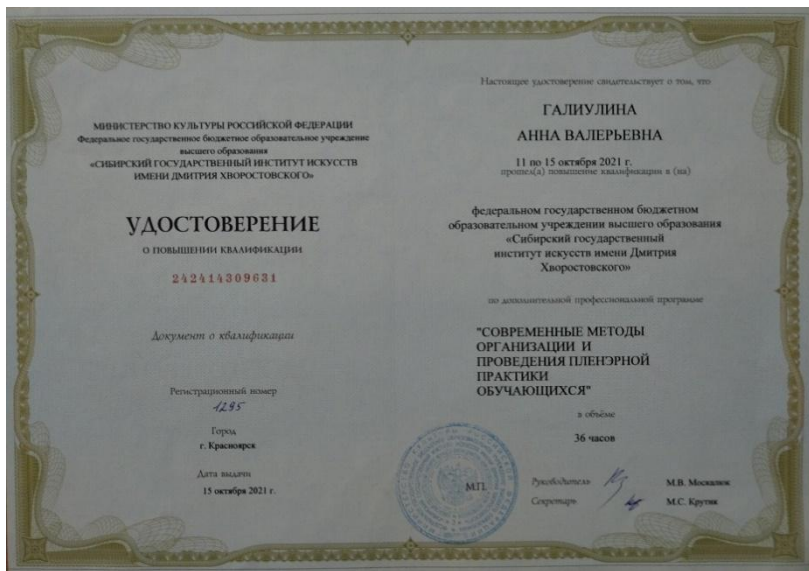 МИНИСТЕРСТВО КУЛЬТУРЫ РОССИЙСКОЙ ФЕДЕРАЦИИ
Федеральное государственное бюджетное образовательное учреждение
высшего образования
«СИБИРСКИЙ ГОСУДАРСТВЕННЫЙ ИНСТИТУТ ИСКУССТВ
ИМЕНИ ДМИТРИЯ ХВОРОСТОВСКОГО»
УДОСТОВЕРЕНИЕ
О ПОВЫШЕНИИ КВАЛИФИКАЦИИ
242414309631
Документ о квалификации
Регистрационный номер
1295
Город
г. Красноярск
Дата выдачи
15 октября 2021 г.
Настоящее удостоверение свидетельствует о том, что
ГАЛИУЛИНА
АННА ВАЛЕРЬЕВНА
11 по 15 октября 2021 г.
прошел(а) повышение квалификации в (на)
федеральном государственном бюджетном
образовательном учреждении высшего образования
«Сибирский государственный
институт искусств имени Дмитрия
Хворостовского»
по дополнительной профессиональной программе
"СОВРЕМЕННЫЕ МЕТОДЫ
ОРГАНИЗАЦИИ И
ПРОВЕДЕНИЯ ПЛЕНЭРНОЙ
ПРАКТИКИ
ОБУЧАЮЩИХСЯ"
в объёме
36 часов
М.П.
Руководитель М.В. Москалюк
Секретарь М.С. Крутик